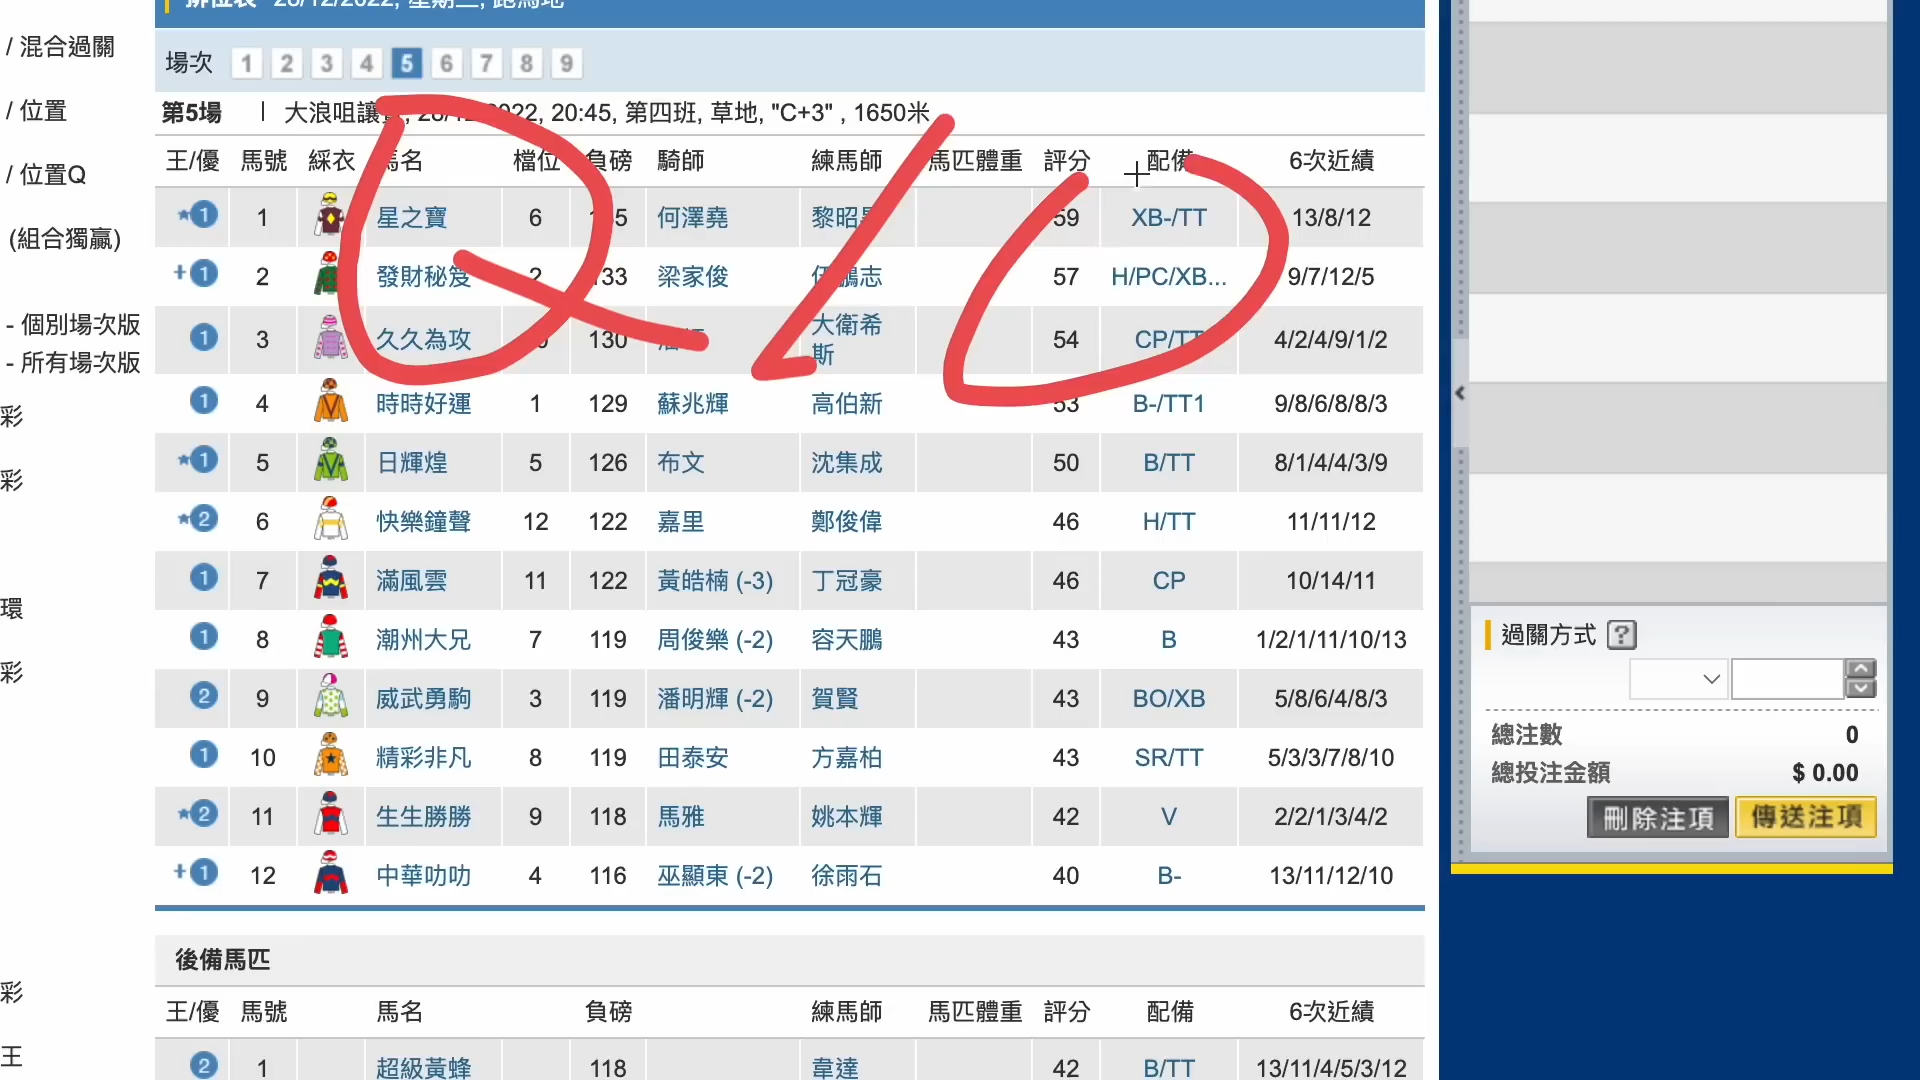 排位表 28/12/2022, 星期三, 跑馬地
/ 混合過關
場次 1 2 3 4 5 6 7 8 9
/ 位置
第5場 | 大浪咀讓 20:45, 第四班, 草地, "C+3" , 1650米
王/優 馬號 綵衣 馬名 檔位 負磅 騎師 練馬師 馬匹體重 評分 配備 6次近績
/ 位置Q
1 1 星之寶 6 何澤堯 黎昭昇 59 XB-/TT 13/8/12
(組合獨贏)
+ 1 2 發財秘笈 2 133 梁家俊 伍鵬志 57 H/PC/XB... 9/7/12/5
- 個別場次版
1 3 久久為攻 130 大衛希斯 54 CP/TT 4/2/4/9/1/2
- 所有場次版
彩
1 4 時時好運 1 129 蘇兆輝 高伯新 53 B-/TT1 9/8/6/8/8/3
1 5 日輝煌 5 126 布文 沈集成 50 B/TT 8/1/4/4/3/9
彩
2 6 快樂鐘聲 12 122 嘉里 鄭俊偉 46 H/TT 11/11/12
1 7 滿風雲 11 122 黃皓楠 (-3) 丁冠豪 46 CP 10/14/11
環
1 8 潮州大兄 7 119 周俊樂 (-2) 容天鵬 43 B 1/2/1/11/10/13
彩
2 9 威武勇駒 3 119 潘明輝 (-2) 賀賢 43 BO/XB 5/8/6/4/8/3
1 10 精彩非凡 8 119 田泰安 方嘉柏 43 SR/TT 5/3/3/7/8/10
2 11 生生勝勝 9 118 馬雅 姚本輝 42 V 2/2/1/3/4/2
+ 1 12 中華叻叻 4 116 巫顯東 (-2) 徐雨石 40 B- 13/11/12/10
後備馬匹
彩
王/優 馬號 馬名 負磅 練馬師 馬匹體重 評分 配備 6次近績
王
2 1 超級黃蜂 118 韋達 42 B/TT 13/11/4/5/3/12
過關方式 ?
總注數 0
總投注金額 $ 0.00
刪除注項 傳送注項